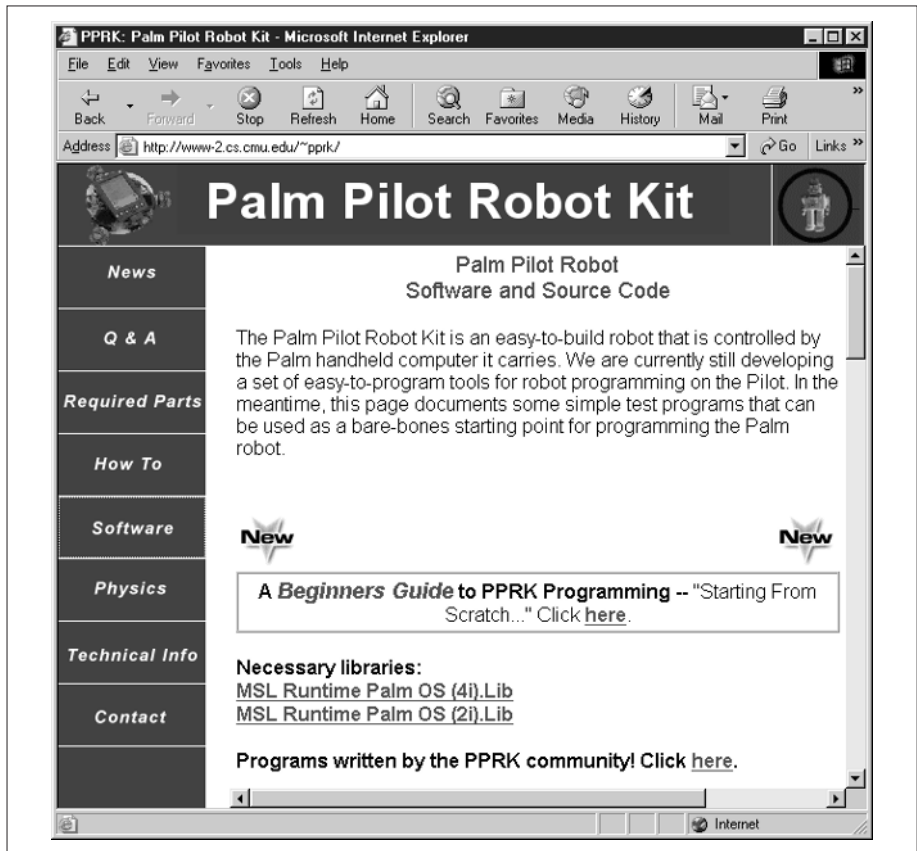 PPRK: Palm Pilot Robot Kit - Microsoft Internet Explorer
File Edit View Favorites Tools Help
Back Forward Stop Refresh Home Search Favorites Media History Mail Print »
Address http://www-2.cs.cmu.edu/~pprk/ Go Links »
Palm Pilot Robot Kit
News
Q & A
Required Parts
How To
Software
Physics
Technical Info
Contact
Palm Pilot Robot
Software and Source Code
The Palm Pilot Robot Kit is an easy-to-build robot that is controlled by
the Palm handheld computer it carries. We are currently still developing
a set of easy-to-program tools for robot programming on the Pilot. In the
meantime, this page documents some simple test programs that can
be used as a bare-bones starting point for programming the Palm
robot.
New New
A Beginners Guide to PPRK Programming -- "Starting From
Scratch..." Click here.
Necessary libraries:
MSL Runtime Palm OS (4i).Lib
MSL Runtime Palm OS (2i).Lib
Programs written by the PPRK community! Click here.
Internet